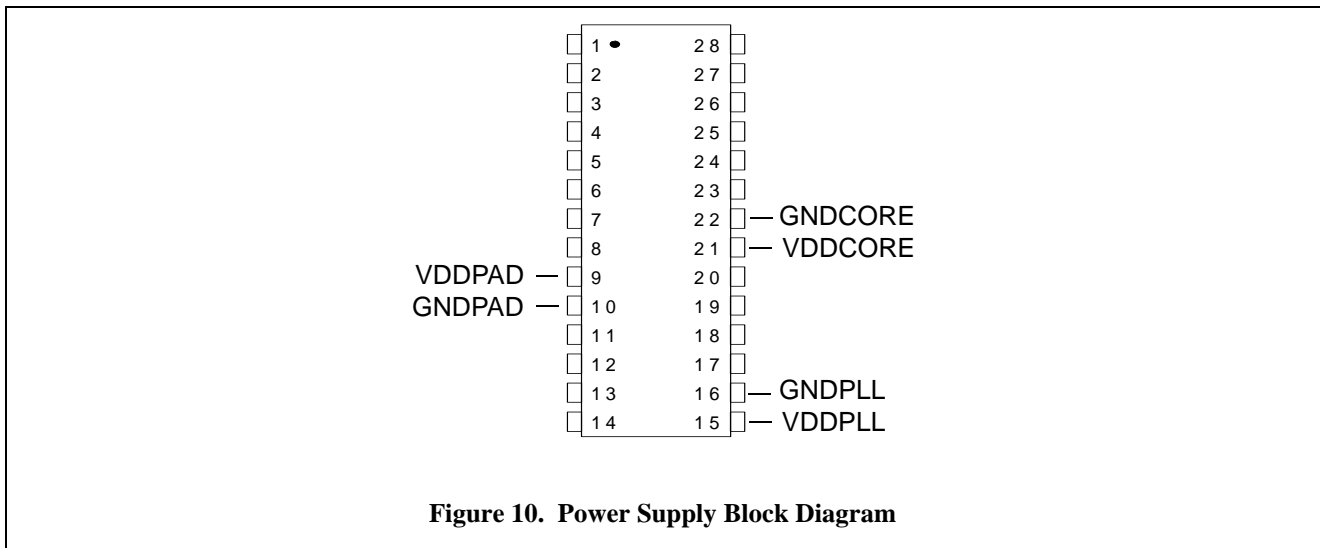 1 28
2 27
3 26
4 25
5 24
6 23
7 22 GNDCORE
8 21 VDDCORE
VDDPAD 9 20
GNDPAD 10 19
11 18
12 17
13 16 GNDPLL
14 15 VDDPLL
Figure 10. Power Supply Block Diagram